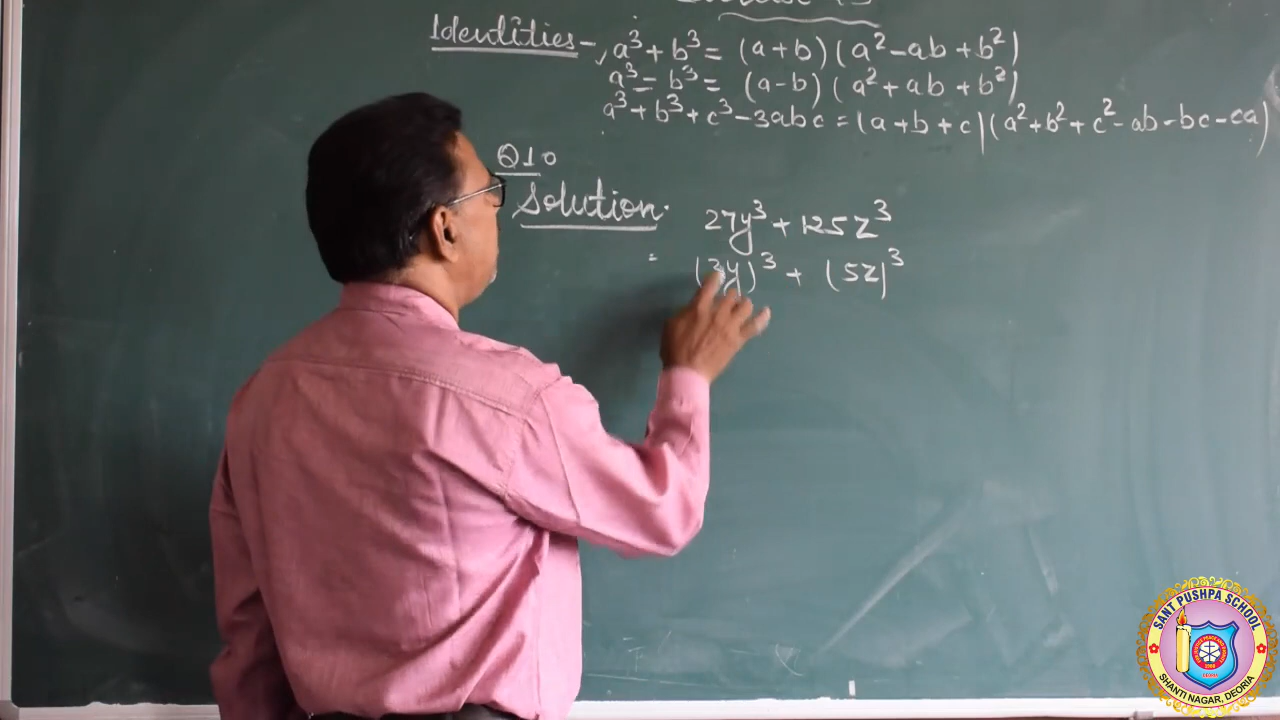 Identities - , a³ + b³ = (a + b) (a² - ab + b²)
a³ - b³ = (a - b) (a² + ab + b²)
a³ + b³ + c³ - 3abc = (a + b + c) (a² + b² + c² - ab - bc - ca)
Q10
Solution. 27y³ + 125z³
= (3y)³ + (5z)³
SANT PUSHPA SCHOOL
DEORIA
SHANTI NAGAR, DEORIA